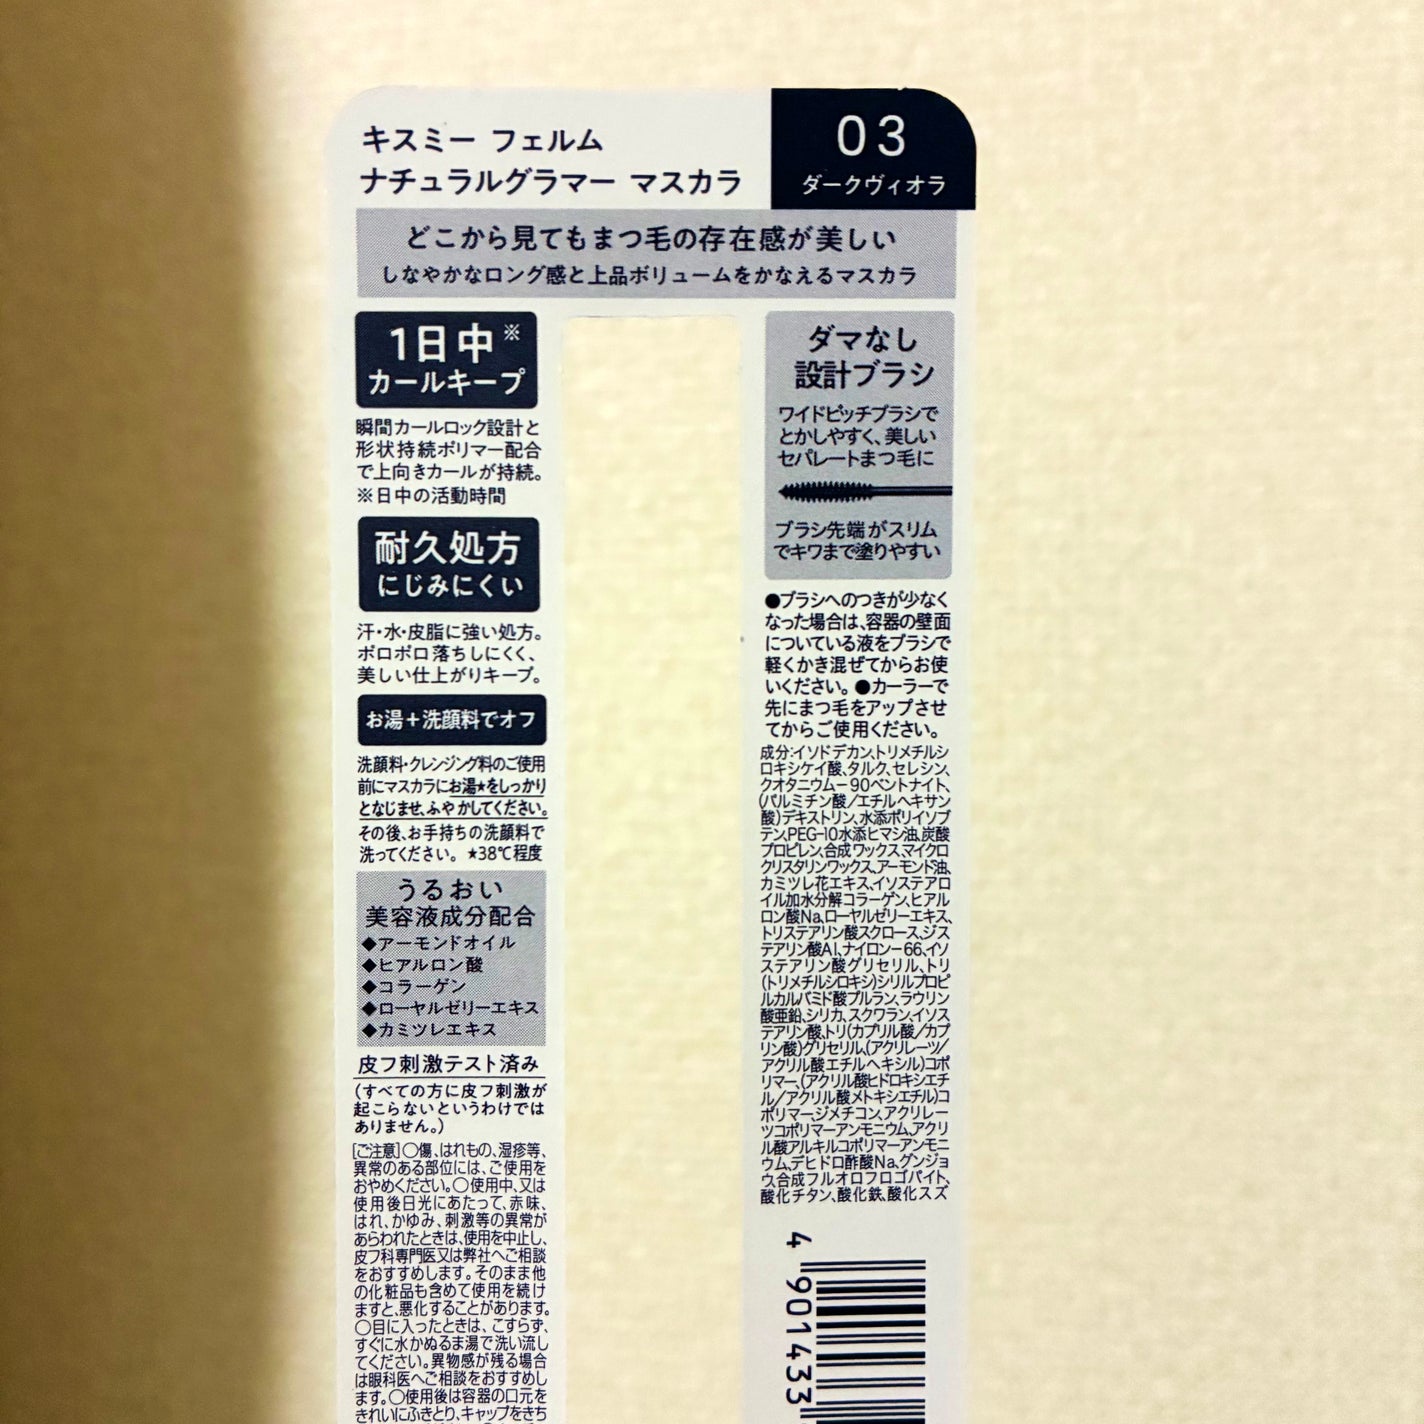 キスミー フェルム
ナチュラルグラマー マスカラ
03
ダークヴィオラ
どこから見てもまつ毛の存在感が美しい
しなやかなロング感と上品ボリュームをかなえるマスカラ
1日中※
カールキープ
瞬間カールロック設計と
形状持続ポリマー配合
で上向きカールが持続。
※日中の活動時間
耐久処方
にじみにくい
汗・水・皮脂に強い処方。
ポロポロ落ちしにくく、
美しい仕上がりキープ。
お湯+洗顔料でオフ
洗顔料・クレンジング料のご使用
前にマスカラにお湯★をしっかり
となじませ、ふやかしてください。
その後、お手持ちの洗顔料で
洗ってください。 ★38℃程度
うるおい
美容液成分配合
◆アーモンドオイル
◆ヒアルロン酸
◆コラーゲン
◆ローヤルゼリーエキス
◆カミツレエキス
皮フ刺激テスト済み
(すべての方に皮フ刺激が
起こらないというわけでは
ありません。)
[ご注意]○傷、はれもの、湿疹等、
異常のある部位には、ご使用を
おやめください。○使用中、又は
使用後日光にあたって、赤味、
はれ、かゆみ、刺激等の異常が
あらわれたときは、使用を中止し、
皮フ科専門医又は弊社へご相談
をおすすめします。そのまま他
の化粧品も含めて使用を続け
ますと、悪化することがあります。
○目に入ったときは、こすらず、
すぐに水かぬるま湯で洗い流し
てください。異物感が残る場合
は眼科医へご相談をおすすめし
ます。○使用後は容器の口元を
きれいにふきとり、キャップをきち
ダマなし
設計ブラシ
ワイドピッチブラシで
とかしやすく、美しい
セパレートまつ毛に
ブラシ先端がスリム
でキワまで塗りやすい
●ブラシへのつきが少なく
なった場合は、容器の壁面
についている液をブラシで
軽くかき混ぜてからお使
いください。●カーラーで
先にまつ毛をアップさせ
てからご使用ください。
成分:イソドデカン、トリメチルシ
ロキシケイ酸、タルク、セレシン、
クオタニウム-90ベントナイト、
(パルミチン酸/エチルヘキサン
酸)デキストリン、水添ポリイソブ
テン、PEG-10水添ヒマシ油、炭酸
プロピレン、合成ワックス、マイクロ
クリスタリンワックス、アーモンド油、
カミツレ花エキス、イソステアロ
イル加水分解コラーゲン、ヒアル
ロン酸Na、ローヤルゼリーエキス、
トリステアリン酸スクロース、ジス
テアリン酸Al、ナイロン-66、イソ
ステアリン酸グリセリル、トリ
(トリメチルシロキシ)シリルプロピ
ルカルバミド酸プルラン、ラウリン
酸亜鉛、シリカ、スクワラン、イソス
テアリン酸、トリ(カプリル酸/カプ
リン酸)グリセリル、(アクリレーツ/
アクリル酸エチルヘキシル)コポ
リマー、(アクリル酸ヒドロキシエチ
ル/アクリル酸メトキシエチル)コ
ポリマー、ジメチコン、アクリレー
ツコポリマーアンモニウム、アクリ
ル酸アルキルコポリマーアンモニ
ウム、デヒドロ酢酸Na、グンジョ
ウ、合成フルオロフロゴパイト、
酸化チタン、酸化鉄、酸化スズ
4 901433